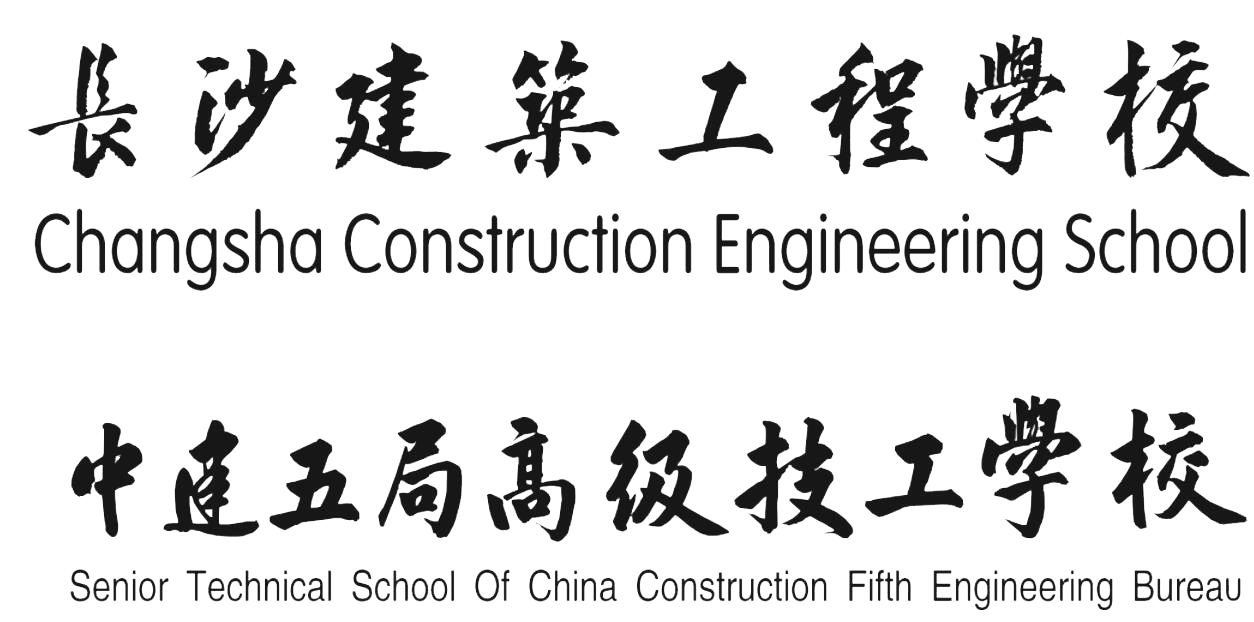 長沙建築工程學校
Changsha Construction Engineering School
中建五局高级技工學校
Senior Technical School Of China Construction Fifth Engineering Bureau